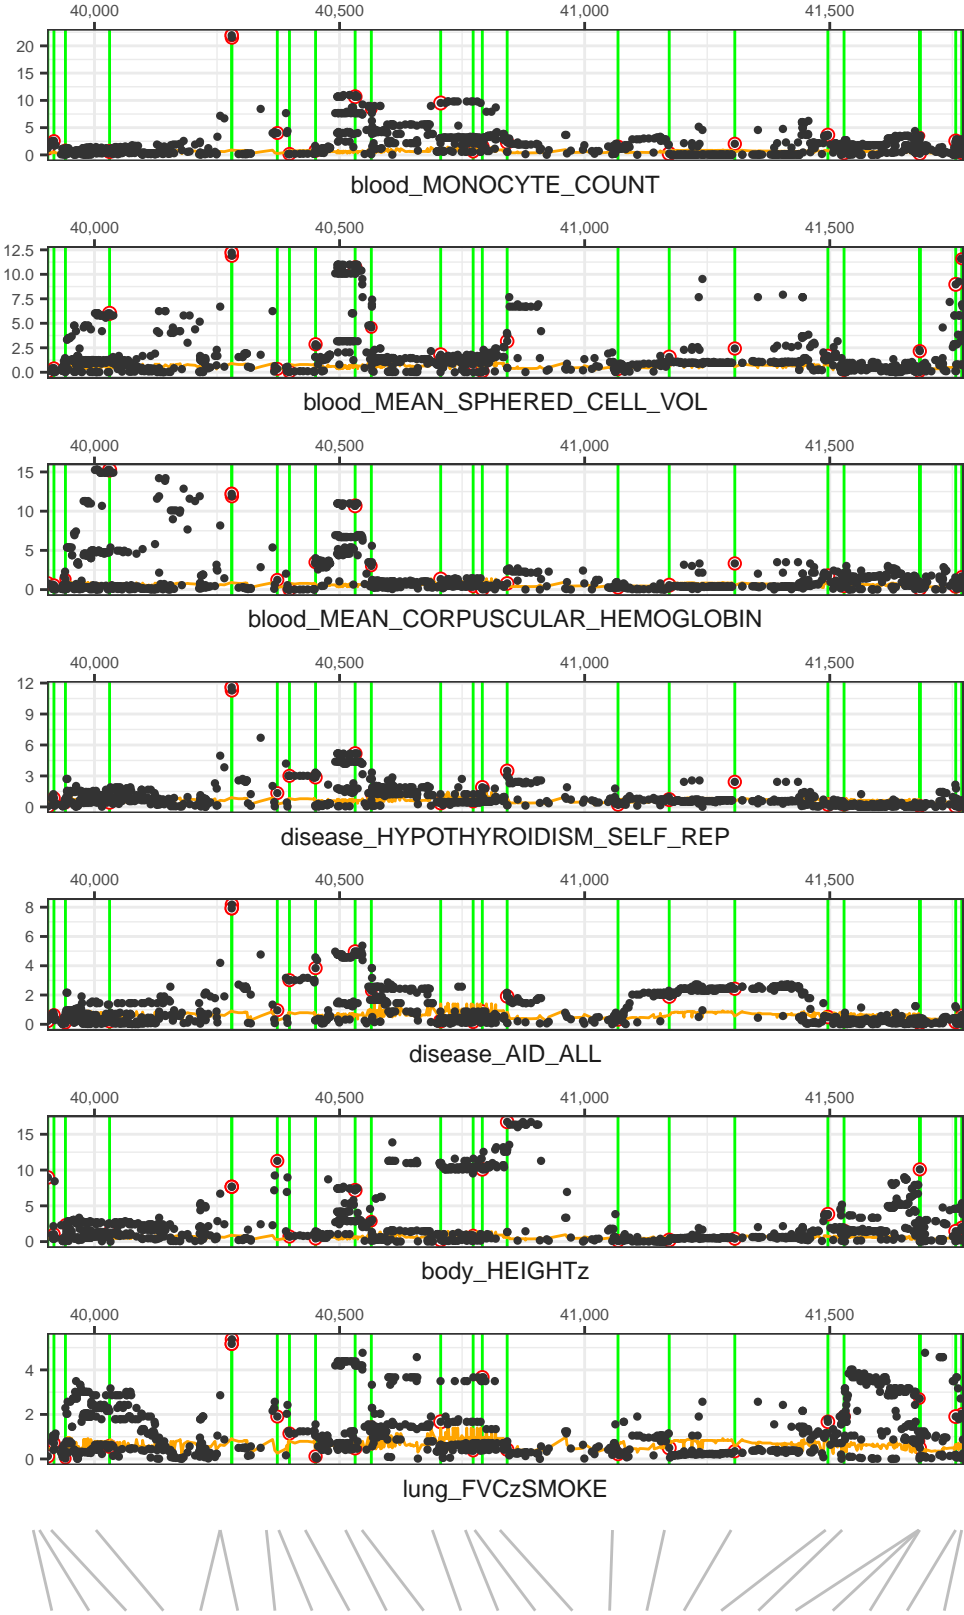 40,000 40,500 41,000 41,500
20
15
10
5
0
blood_MONOCYTE_COUNT
40,000 40,500 41,000 41,500
12.5
10.0
7.5
5.0
2.5
0.0
blood_MEAN_SPHERED_CELL_VOL
40,000 40,500 41,000 41,500
15
10
5
0
blood_MEAN_CORPUSCULAR_HEMOGLOBIN
40,000 40,500 41,000 41,500
12
9
6
3
0
disease_HYPOTHYROIDISM_SELF_REP
40,000 40,500 41,000 41,500
8
6
4
2
0
disease_AID_ALL
40,000 40,500 41,000 41,500
15
10
5
0
body_HEIGHTz
40,000 40,500 41,000 41,500
4
2
0
lung_FVCzSMOKE